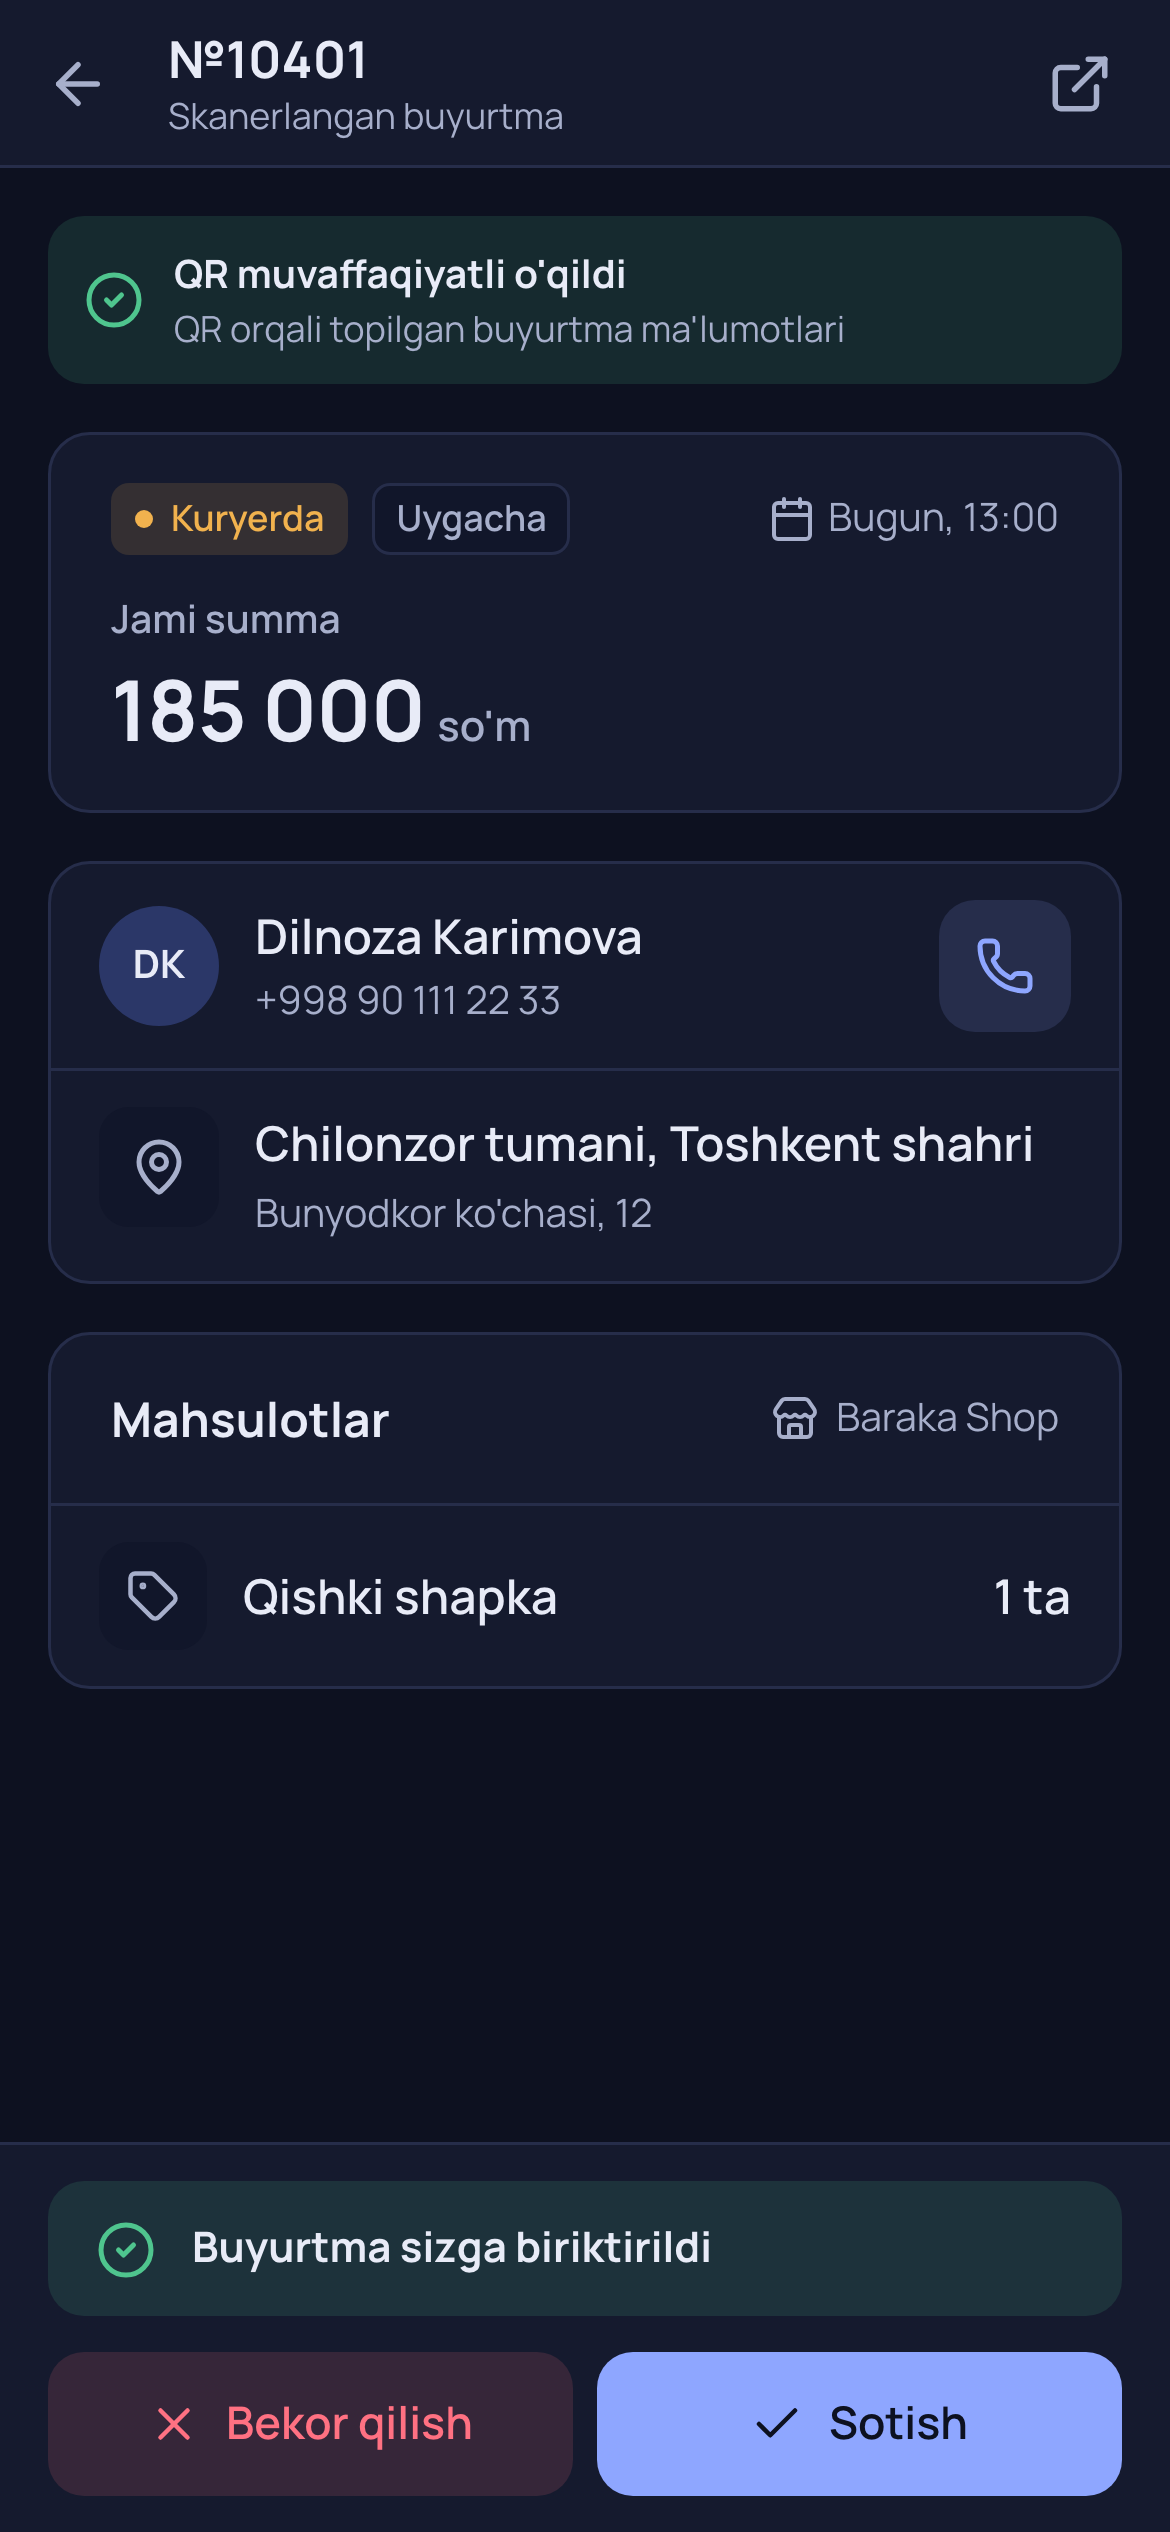 №10401
Skanerlangan buyurtma
QR muvaffaqiyatli o'qildi
QR orqali topilgan buyurtma ma'lumotlari
Kuryerda
Uygacha
Bugun, 13:00
Jami summa
185 000 so'm
DK
Dilnoza Karimova
+998 90 111 22 33
Chilonzor tumani, Toshkent shahri
Bunyodkor ko'chasi, 12
Mahsulotlar
Baraka Shop
Qishki shapka
1 ta
Buyurtma sizga biriktirildi
Bekor qilish
Sotish